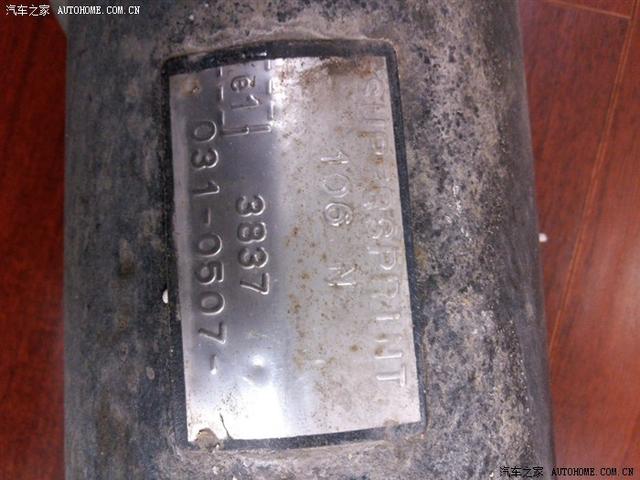 汽车之家 AUTOHOME.COM.CN
SUPERSPRINT
106 N
3837
e1
031-0507-
汽车之家 AUTOHOME.COM.CN